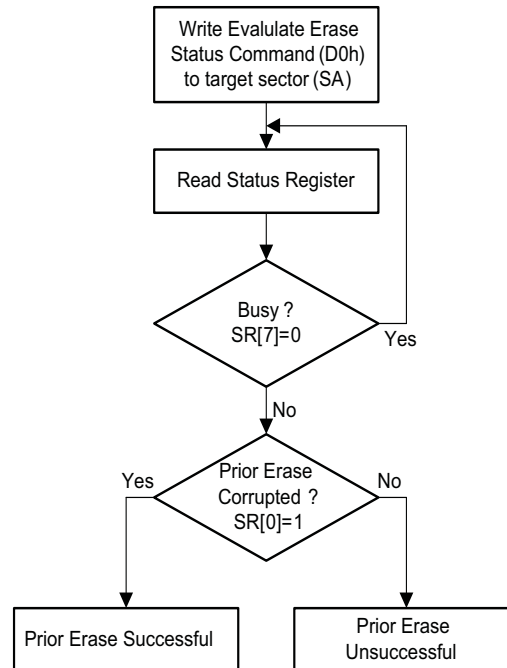 Write Evalulate Erase
Status Command (D0h)
to target sector (SA)
Read Status Register
Busy ?
SR[7]=0
Yes
No
Yes
Prior Erase
Corrupted ?
SR[0]=1
No
Prior Erase Successful
Prior Erase
Unsuccessful